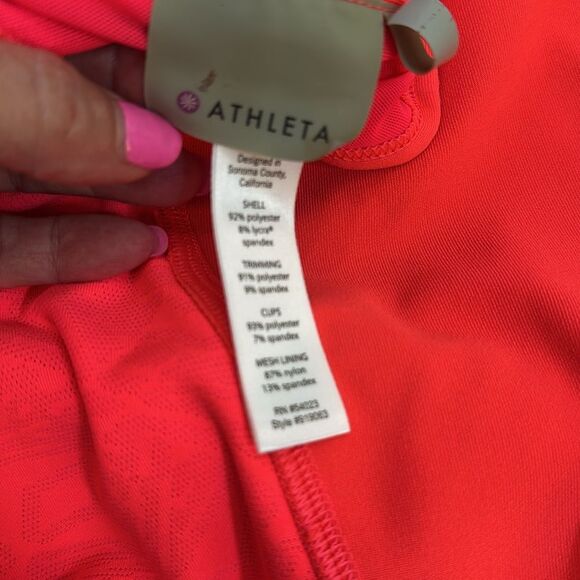 ATHLETA
Designed in
Sonoma County,
California
SHELL
92% polyester
8% lycra®
spandex
TRIMMING
91% polyester
9% spandex
CUPS
93% polyester
7% spandex
MESH LINING
87% nylon
13% spandex
RN #54023
Style #919063